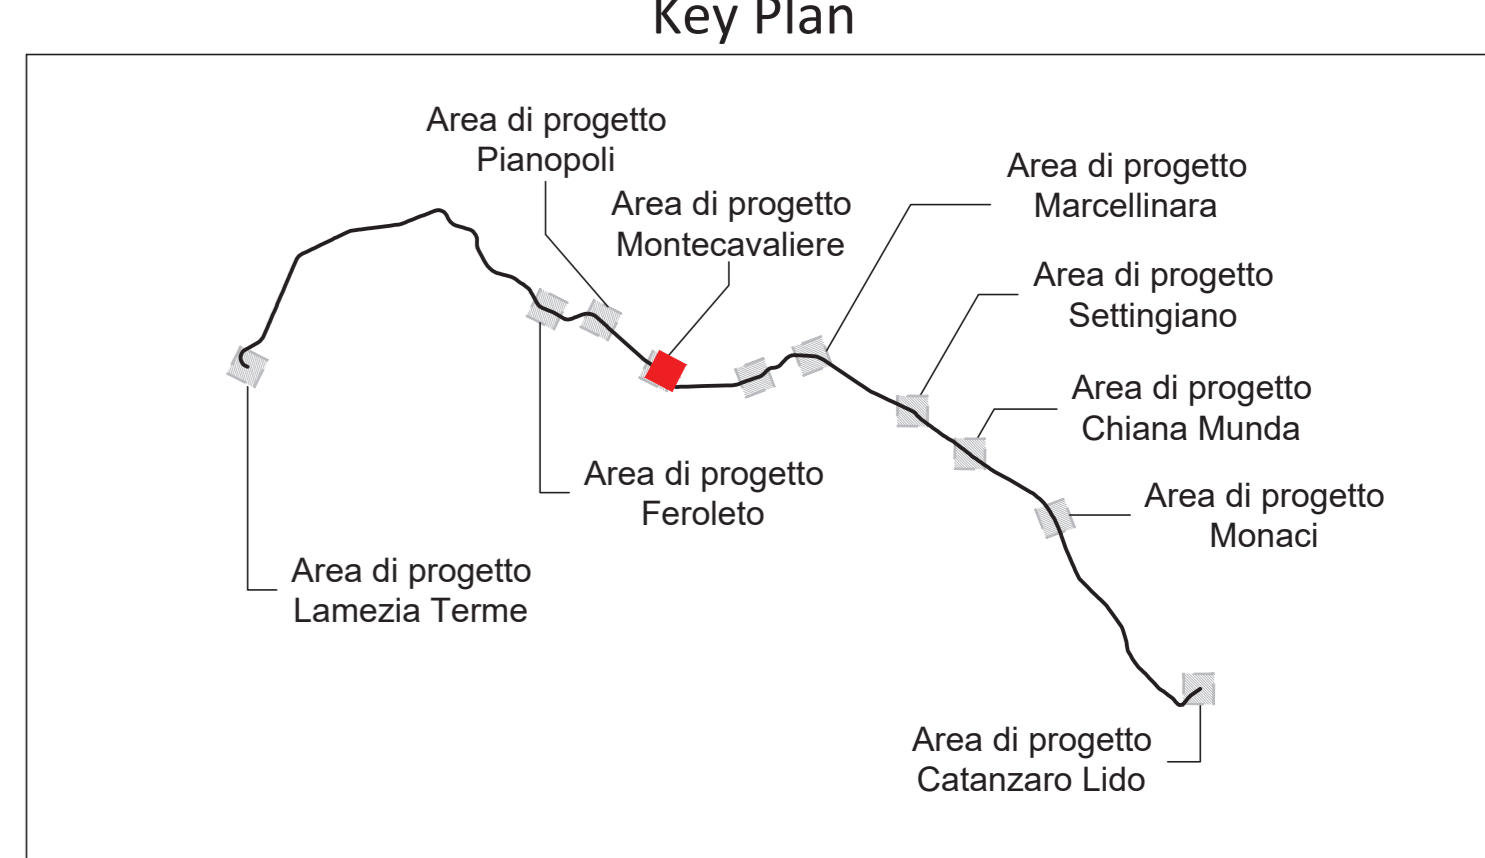 Key Plan
Area di progetto
Pianopoli
Area di progetto
Montecavaliere
Area di progetto
Marcellinara
Area di progetto
Settingiano
Area di progetto
Chiana Munda
Area di progetto
Feroleto
Area di progetto
Monaci
Area di progetto
Lamezia Terme
Area di progetto
Catanzaro Lido